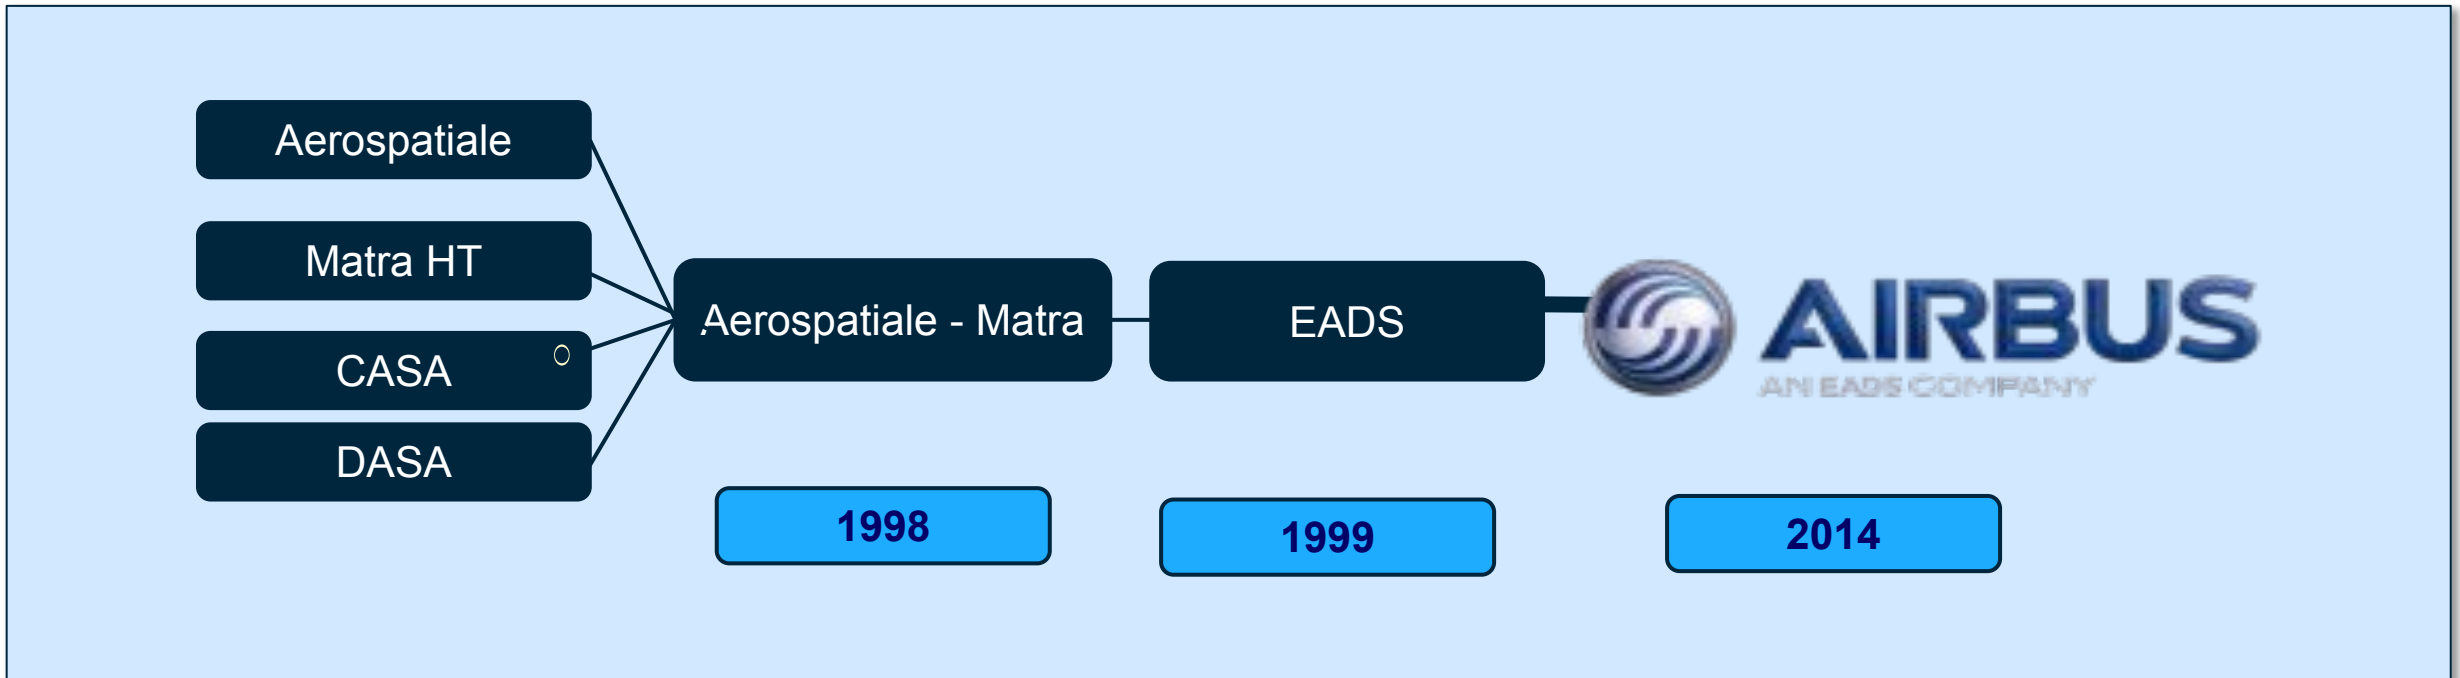 Aerospatiale
Matra HT
CASA
DASA
Aerospatiale - Matra
EADS
AIRBUS
AN EADS COMPANY
1998
1999
2014